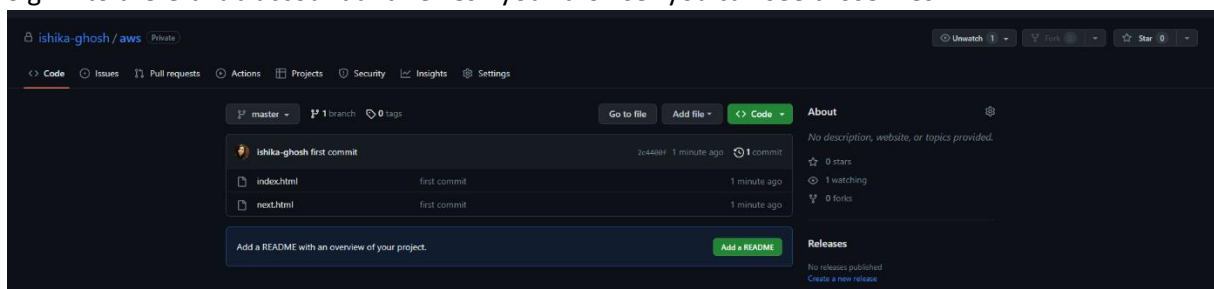 ishika-ghosh / aws Private
Unwatch 1 Fork Star 0
<> Code Issues Pull requests Actions Projects Security Insights Settings
master 1 branch 0 tags Go to file Add file <> Code
ishika-ghosh first commit 1 minute ago 1 commit
index.html first commit 1 minute ago
next.html first commit 1 minute ago
Add a README with an overview of your project. Add a README
About
No description, website, or topics provided.
0 stars
1 watching
0 forks
Releases
No releases published
Create a new release